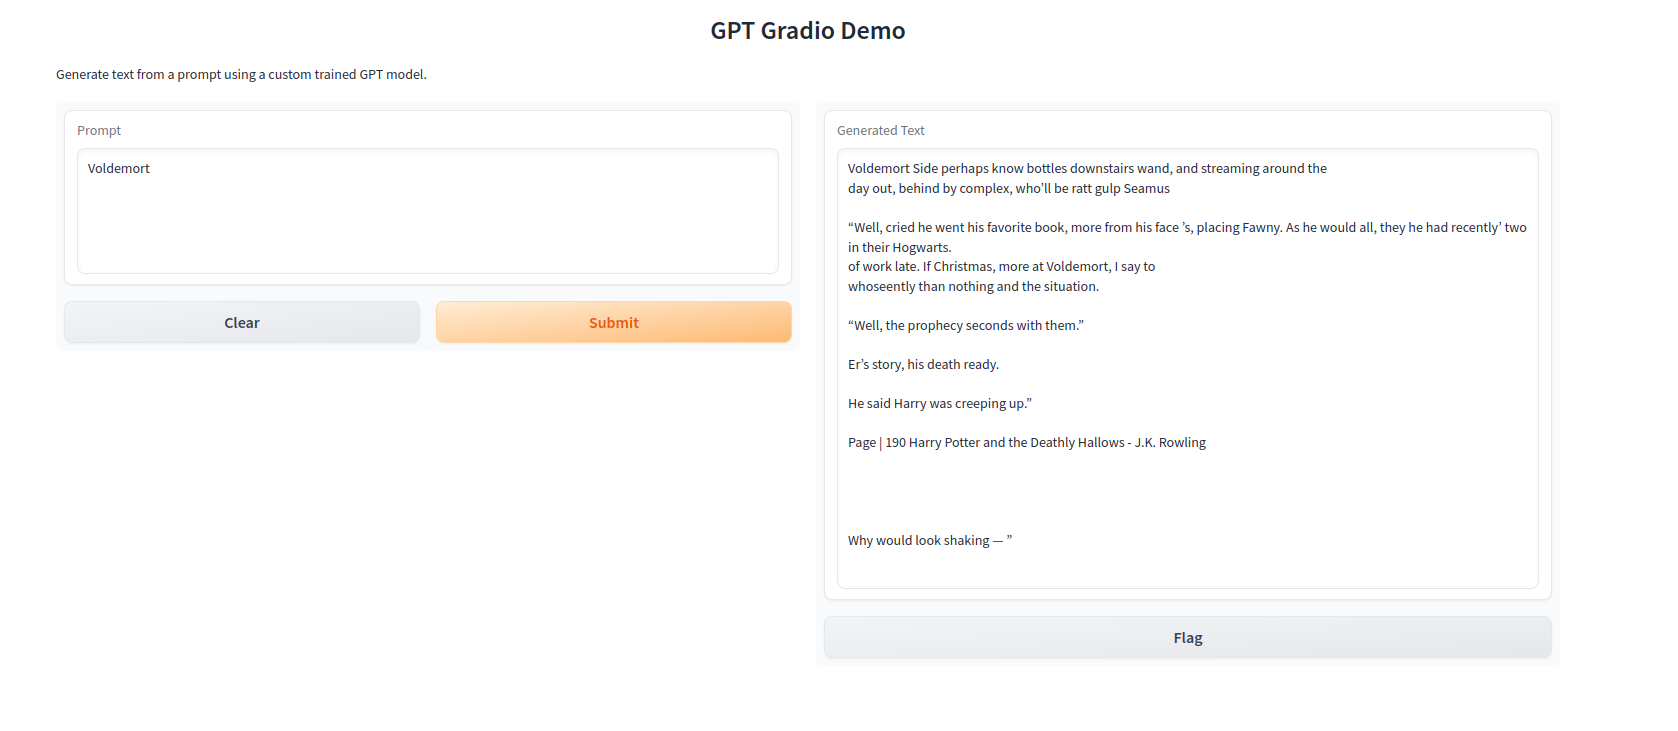 GPT Gradio Demo
Generate text from a prompt using a custom trained GPT model.
Prompt
Voldemort
Clear
Submit
Generated Text
Voldemort Side perhaps know bottles downstairs wand, and streaming around the
day out, behind by complex, who’ll be ratt gulp Seamus
“Well, cried he went his favorite book, more from his face ’s, placing Fawny. As he would all, they he had recently’ two
in their Hogwarts.
of work late. If Christmas, more at Voldemort, I say to
whoseently than nothing and the situation.
“Well, the prophecy seconds with them.”
Er’s story, his death ready.
He said Harry was creeping up.”
Page | 190 Harry Potter and the Deathly Hallows - J.K. Rowling
Why would look shaking — ”
Flag